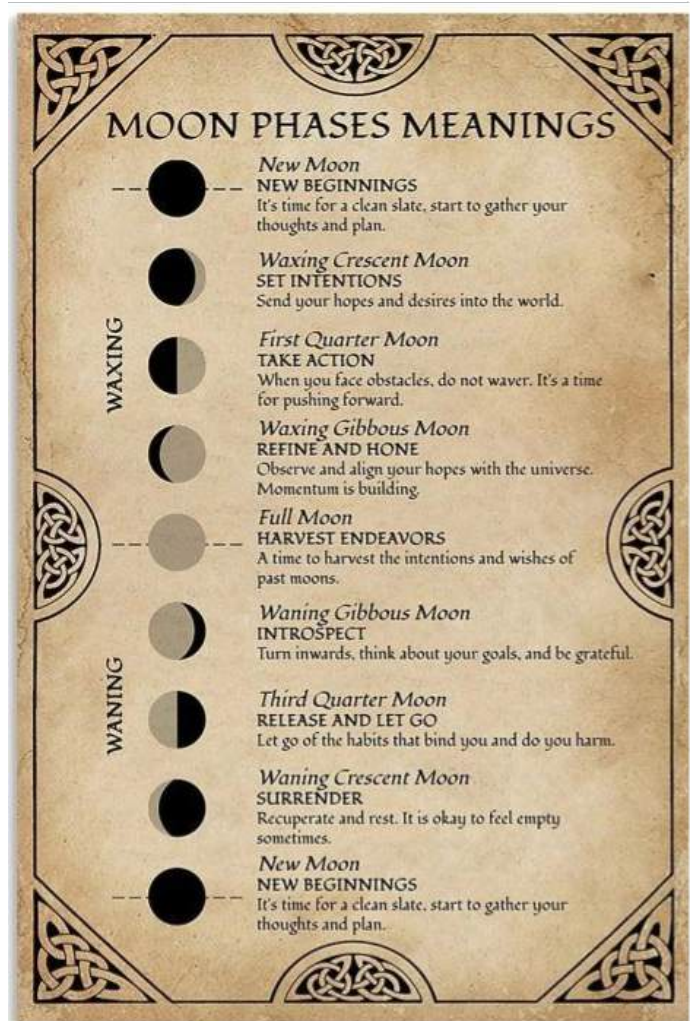 MOON PHASES MEANINGS
New Moon
NEW BEGINNINGS
It's time for a clean slate, start to gather your
thoughts and plan.
Waxing Crescent Moon
SET INTENTIONS
Send your hopes and desires into the world.
WAXING
First Quarter Moon
TAKE ACTION
When you face obstacles, do not waver. It's a time
for pushing forward.
Waxing Gibbous Moon
REFINE AND HONE
Observe and align your hopes with the universe.
Momentum is building.
Full Moon
HARVEST ENDEAVORS
A time to harvest the intentions and wishes of
past moons.
Waning Gibbous Moon
INTROSPECT
Turn inwards, think about your goals, and be grateful.
WANING
Third Quarter Moon
RELEASE AND LET GO
Let go of the habits that bind you and do you harm.
Waning Crescent Moon
SURRENDER
Recuperate and rest. It is okay to feel empty
sometimes.
New Moon
NEW BEGINNINGS
It's time for a clean slate, start to gather your
thoughts and plan.